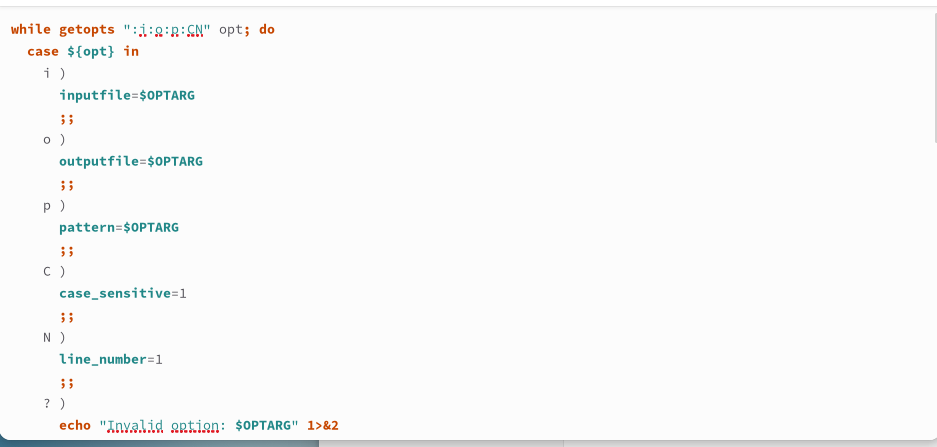 while getopts ":i:o:p:CN" opt; do
  case ${opt} in
    i )
      inputfile=$OPTARG
      ;;
    o )
      outputfile=$OPTARG
      ;;
    p )
      pattern=$OPTARG
      ;;
    C )
      case_sensitive=1
      ;;
    N )
      line_number=1
      ;;
    ? )
      echo "Invalid option: $OPTARG" 1>&2